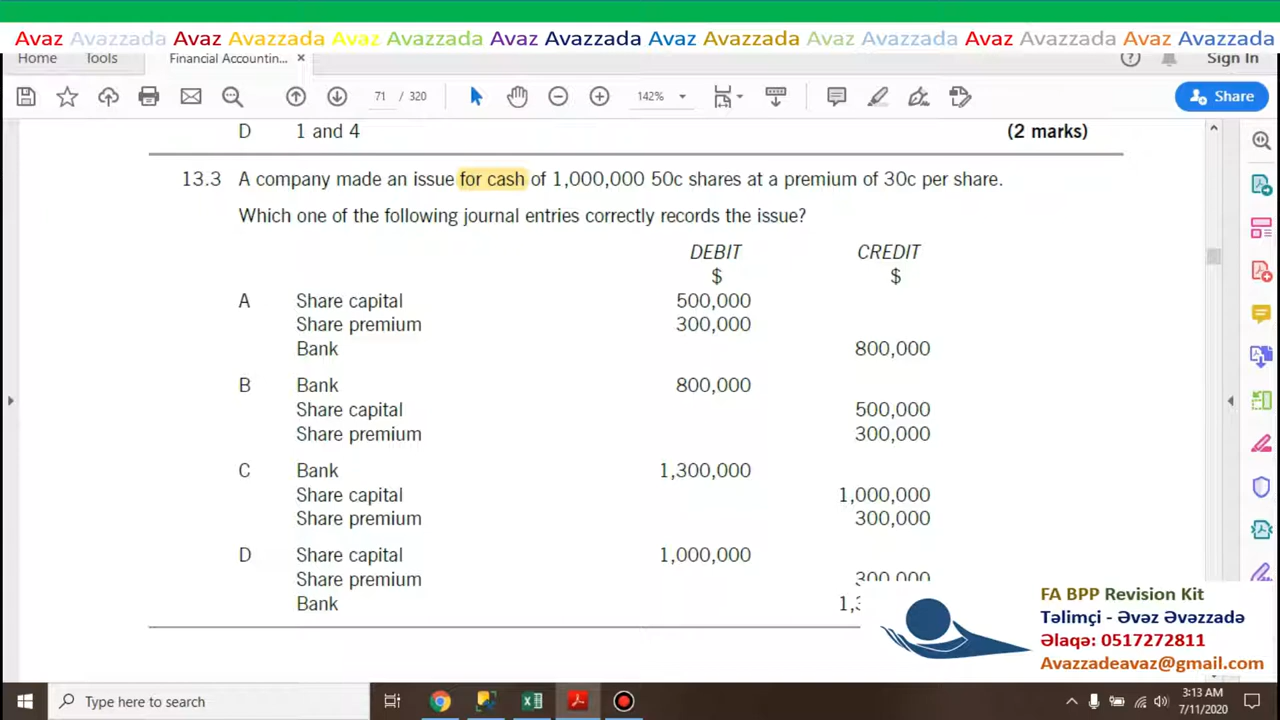 Avaz Avazzada Avaz Avazzada Avaz Avazzada Avaz Avazzada Avaz Avazzada Avaz Avazzada Avaz Avazzada Avaz Avazzada
Home Tools Financial Accountin... × Sign In
71 / 320 142% Share
D 1 and 4 (2 marks)
13.3 A company made an issue for cash of 1,000,000 50c shares at a premium of 30c per share.
Which one of the following journal entries correctly records the issue?
DEBIT CREDIT
$ $
A Share capital 500,000
Share premium 300,000
Bank 800,000
B Bank 800,000
Share capital 500,000
Share premium 300,000
C Bank 1,300,000
Share capital 1,000,000
Share premium 300,000
D Share capital 1,000,000
Share premium 300,000
Bank
FA BPP Revision Kit
Təlimçi - Əvəz Əvəzzadə
Əlaqə: 0517272811
Avazzadeavaz@gmail.com
Type here to search
3:13 AM
7/11/2020